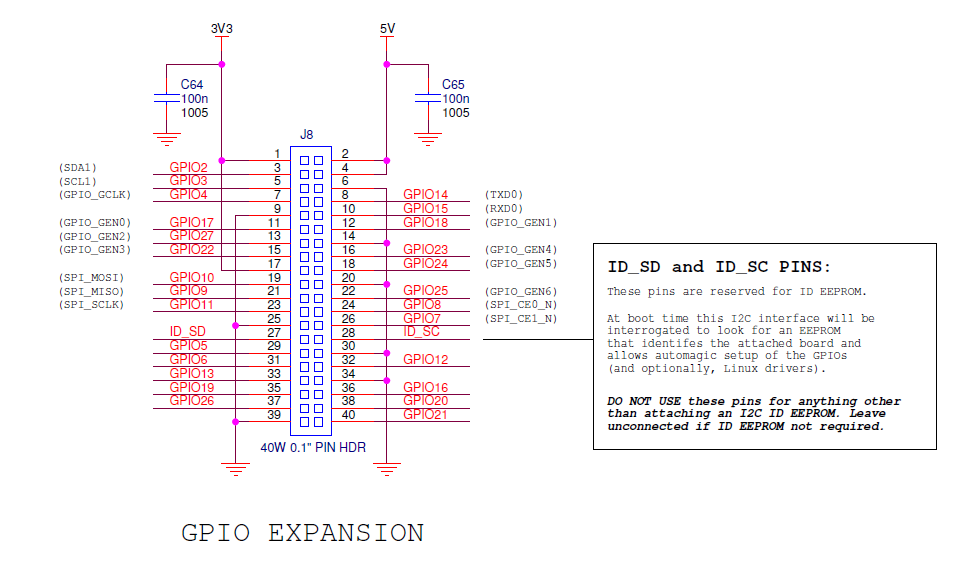 3V3 5V
C64
100n
1005
C65
100n
1005
J8
1 2
(SDA1) GPIO2 3 4
(SCL1) GPIO3 5 6
(GPIO_GCLK) GPIO4 7 8 GPIO14 (TXD0)
9 10 GPIO15 (RXD0)
(GPIO_GEN0) GPIO17 11 12 GPIO18 (GPIO_GEN1)
(GPIO_GEN2) GPIO27 13 14
(GPIO_GEN3) GPIO22 15 16 GPIO23 (GPIO_GEN4)
17 18 GPIO24 (GPIO_GEN5)
(SPI_MOSI) GPIO10 19 20
(SPI_MISO) GPIO9 21 22 GPIO25 (GPIO_GEN6)
(SPI_SCLK) GPIO11 23 24 GPIO8 (SPI_CE0_N)
25 26 GPIO7 (SPI_CE1_N)
ID_SD 27 28 ID_SC
GPIO5 29 30
GPIO6 31 32 GPIO12
GPIO13 33 34
GPIO19 35 36 GPIO16
GPIO26 37 38 GPIO20
39 40 GPIO21
40W 0.1" PIN HDR
ID_SD and ID_SC PINS:
These pins are reserved for ID EEPROM.
At boot time this I2C interface will be
interrogated to look for an EEPROM
that identifes the attached board and
allows automagic setup of the GPIOs
(and optionally, Linux drivers).
DO NOT USE these pins for anything other
than attaching an I2C ID EEPROM. Leave
unconnected if ID EEPROM not required.
GPIO EXPANSION